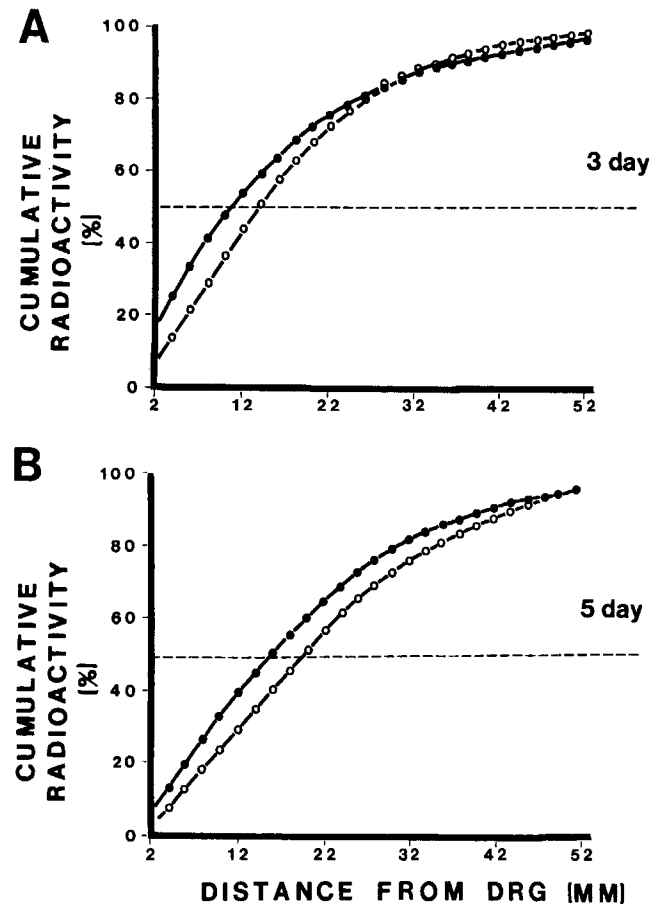 A
100
80
60
40
20
0
CUMULATIVE
RADIOACTIVITY
[%]
3 day
2 12 22 32 42 52
B
100
80
60
40
20
0
CUMULATIVE
RADIOACTIVITY
[%]
5 day
2 12 22 32 42 52
DISTANCE FROM DRG [MM]